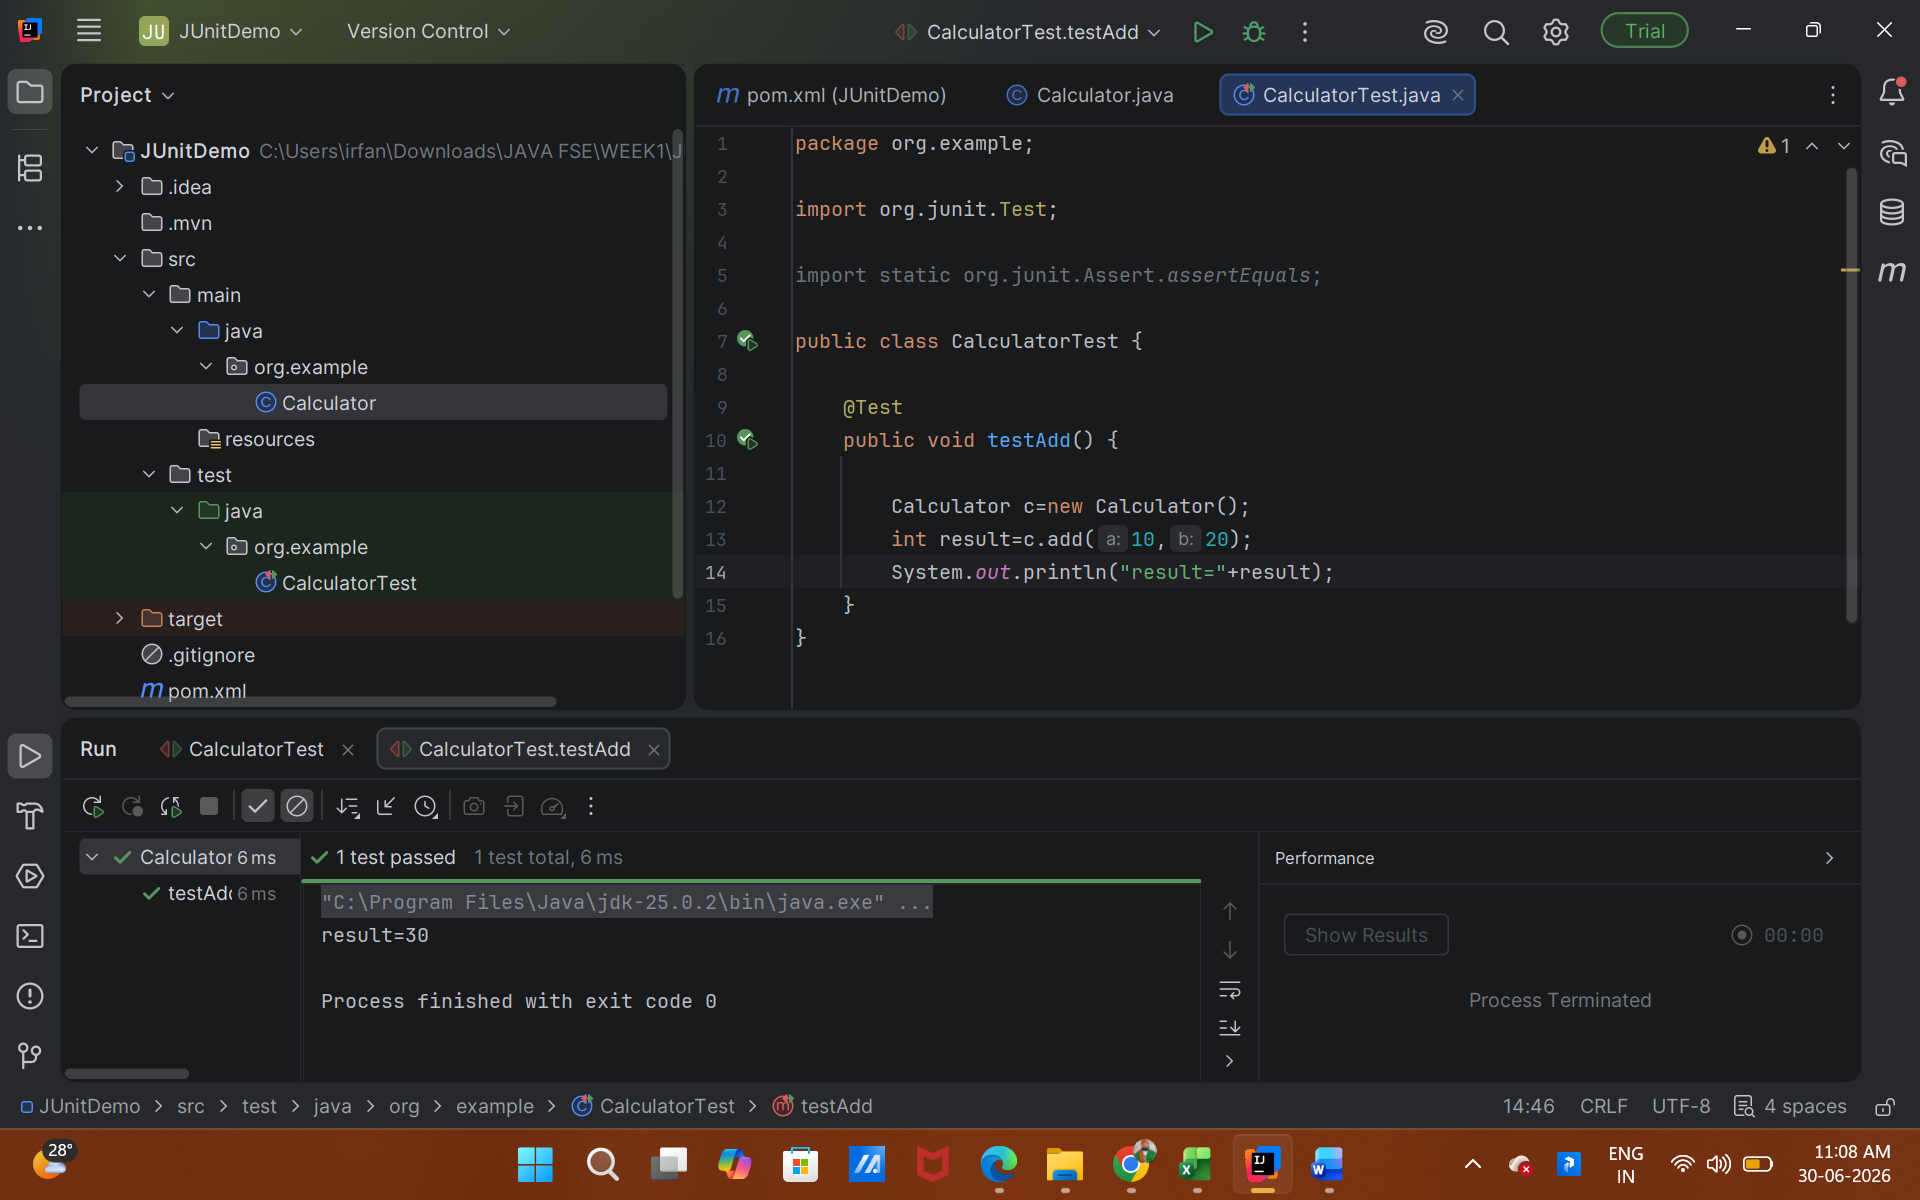 JU JUnitDemo Version Control CalculatorTest.testAdd Trial
Project
JUnitDemo C:\Users\irfan\Downloads\JAVA FSE\WEEK1\J
.idea
.mvn
src
main
java
org.example
Calculator
resources
test
java
org.example
CalculatorTest
target
.gitignore
pom.xml
pom.xml (JUnitDemo) Calculator.java CalculatorTest.java
1 package org.example;
2
3 import org.junit.Test;
4
5 import static org.junit.Assert.assertEquals;
6
7 public class CalculatorTest {
8
9 @Test
10 public void testAdd() {
11
12 Calculator c=new Calculator();
13 int result=c.add( a: 10, b: 20);
14 System.out.println("result="+result);
15 }
16 }
1
Run CalculatorTest CalculatorTest.testAdd
Calculator 6 ms
testAdd 6 ms
1 test passed 1 test total, 6 ms
"C:\Program Files\Java\jdk-25.0.2\bin\java.exe" ...
result=30
Process finished with exit code 0
Performance
Show Results 00:00
Process Terminated
JUnitDemo > src > test > java > org > example > CalculatorTest > testAdd
14:46 CRLF UTF-8 4 spaces
28°
ENG
IN
11:08 AM
30-06-2026